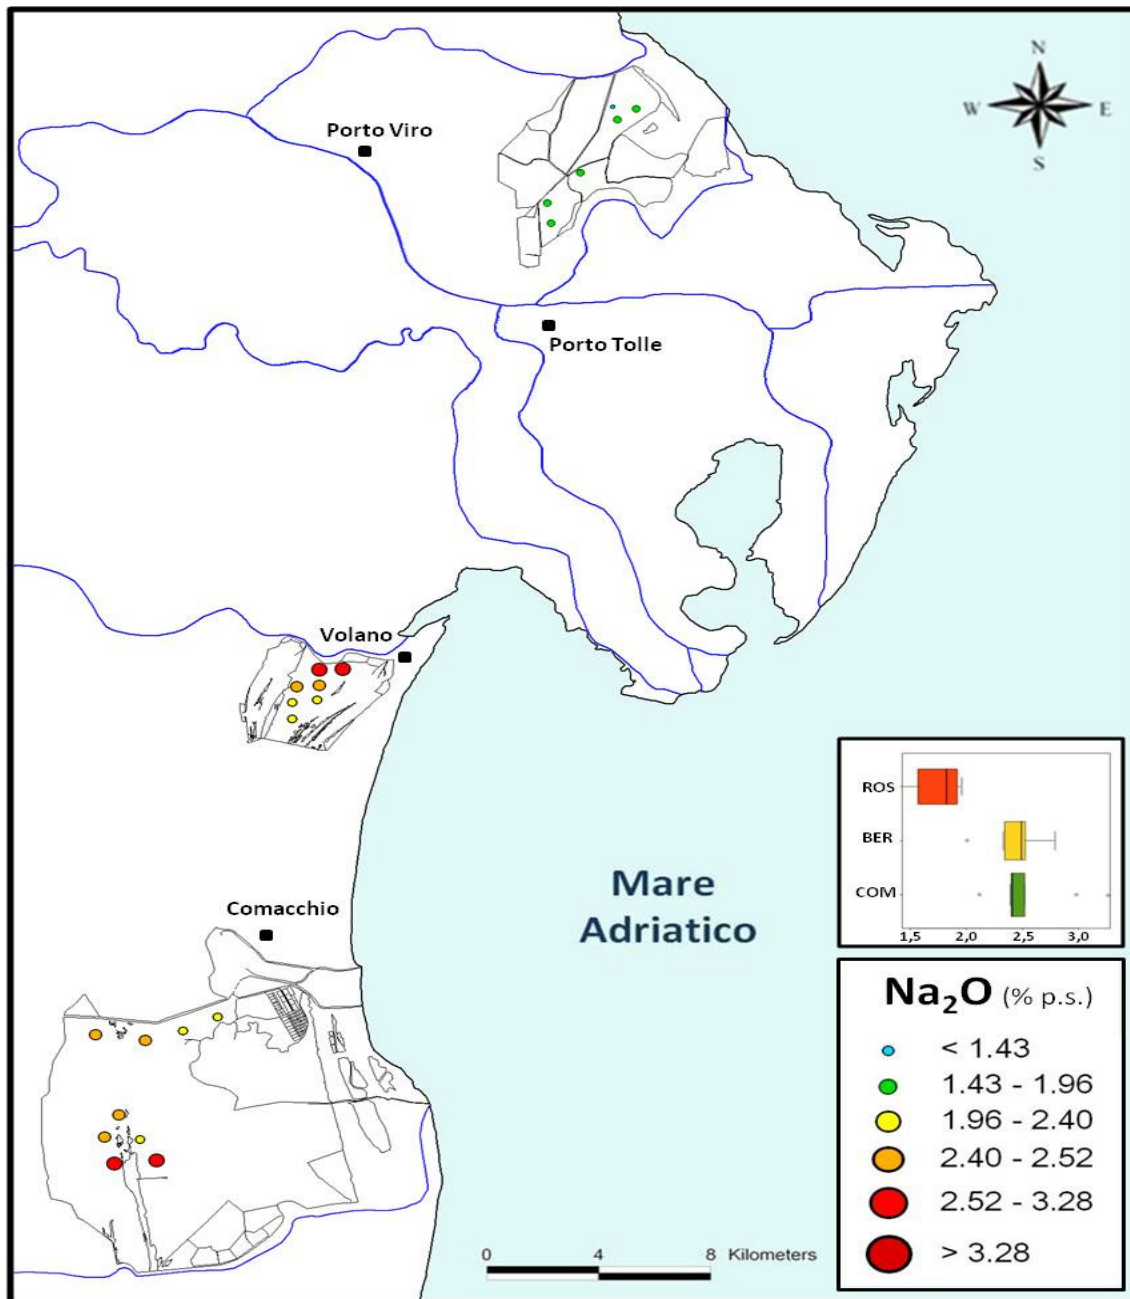 N
W E
S
Porto Viro
Porto Tolle
Volano
Comacchio
Mare
Adriatico
ROS
BER
COM
1,5 2,0 2,5 3,0
Na₂O (% p.s.)
< 1.43
1.43 - 1.96
1.96 - 2.40
2.40 - 2.52
2.52 - 3.28
> 3.28
0 4 8 Kilometers